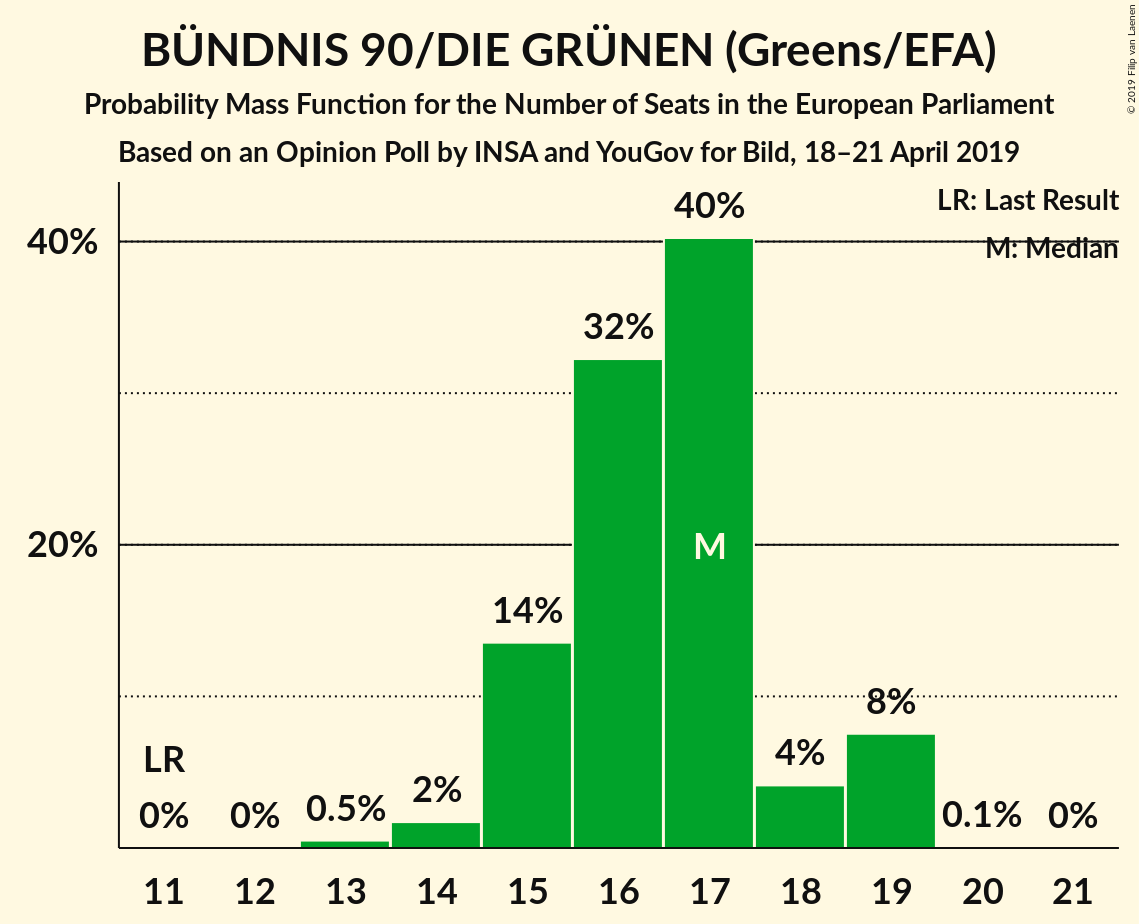 BÜNDNIS 90/DIE GRÜNEN (Greens/EFA)
Probability Mass Function for the Number of Seats in the European Parliament
Based on an Opinion Poll by INSA and YouGov for Bild, 18–21 April 2019
© 2019 Filip van Laenen
LR: Last Result
M: Median
40%
20%
LR
0%
0%
0.5%
2%
14%
32%
40%
M
4%
8%
0.1%
0%
11 12 13 14 15 16 17 18 19 20 21